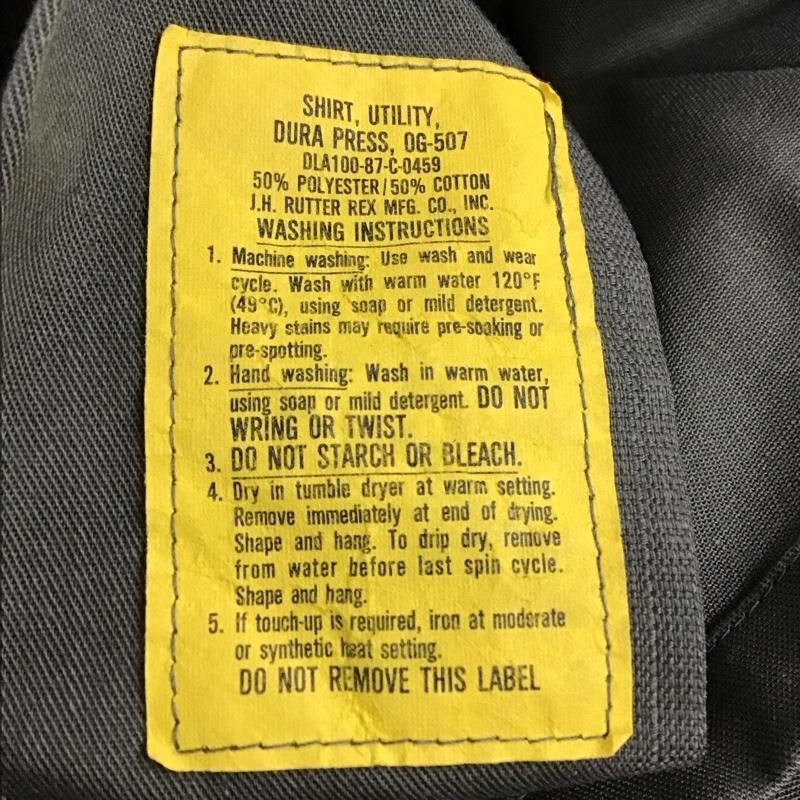 SHIRT, UTILITY,
DURA PRESS, OG-507
DLA100-87-C-0459
50% POLYESTER/50% COTTON
J.H. RUTTER REX MFG. CO., INC.
WASHING INSTRUCTIONS
1. Machine washing: Use wash and wear
cycle. Wash with warm water 120°F
(49°C), using soap or mild detergent.
Heavy stains may require pre-soaking or
pre-spotting.
2. Hand washing: Wash in warm water,
using soap or mild detergent. DO NOT
WRING OR TWIST.
3. DO NOT STARCH OR BLEACH.
4. Dry in tumble dryer at warm setting.
Remove immediately at end of drying.
Shape and hang. To drip dry, remove
from water before last spin cycle.
Shape and hang.
5. If touch-up is required, iron at moderate
or synthetic heat setting.
DO NOT REMOVE THIS LABEL